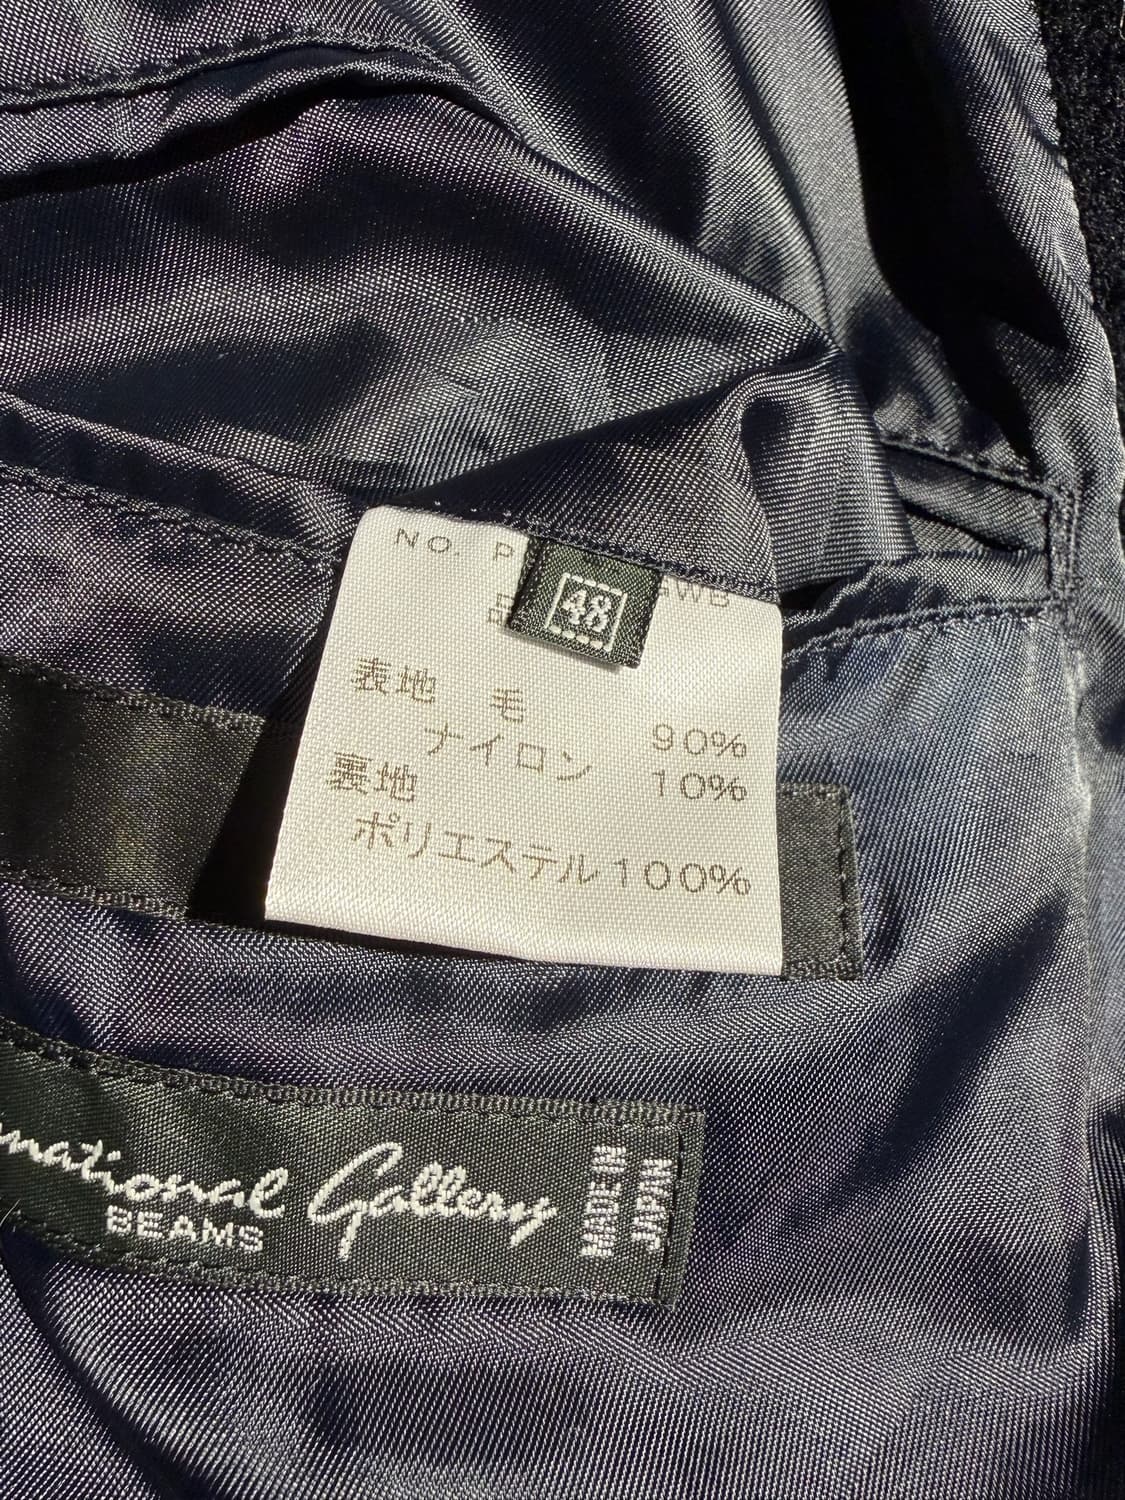 NO. P
48
表地 毛 90%
ナイロン 10%
裏地
ポリエステル100%
national Gallery
BEAMS
MADE IN
JAPAN